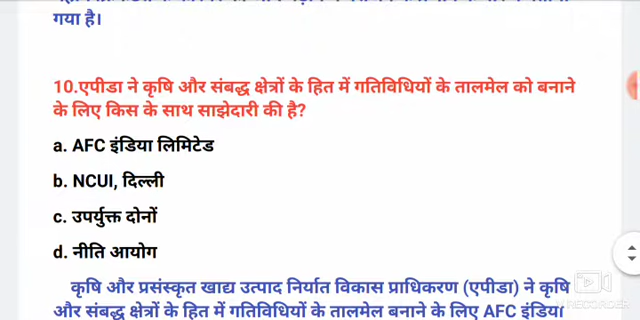 गया है।
10.एपीडा ने कृषि और संबद्ध क्षेत्रों के हित में गतिविधियों के तालमेल को बनाने
के लिए किस के साथ साझेदारी की है?
a. AFC इंडिया लिमिटेड
b. NCUI, दिल्ली
c. उपर्युक्त दोनों
d. नीति आयोग
कृषि और प्रसंस्कृत खाद्य उत्पाद निर्यात विकास प्राधिकरण (एपीडा) ने कृषि
और संबद्ध क्षेत्रों के हित में गतिविधियों के तालमेल बनाने के लिए AFC इंडिया
RECORDER